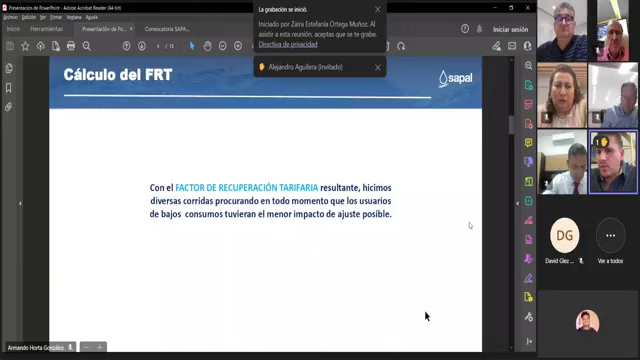 Presentación de PowerPoint - Adobe Acrobat Reader (64-bit)
Archivo Edición Ver Firmar Ventana Ayuda
Inicio
Herramientas
Presentación de Po...
Convocatoria SAPA...
Iniciar sesión
La grabación se inició.
Iniciado por Zaira Estefanía Ortega Muñoz. Al
asistir a esta reunión, aceptas que se te grabe.
Directiva de privacidad
Alejandro Aguilera (Invitado)
Cálculo del FRT
sapal
Con el FACTOR DE RECUPERACIÓN TARIFARIA resultante, hicimos
diversas corridas procurando en todo momento que los usuarios
de bajos consumos tuvieran el menor impacto de ajuste posible.
1
DG
David Glez ...
Ver a todos
Armando Horta González